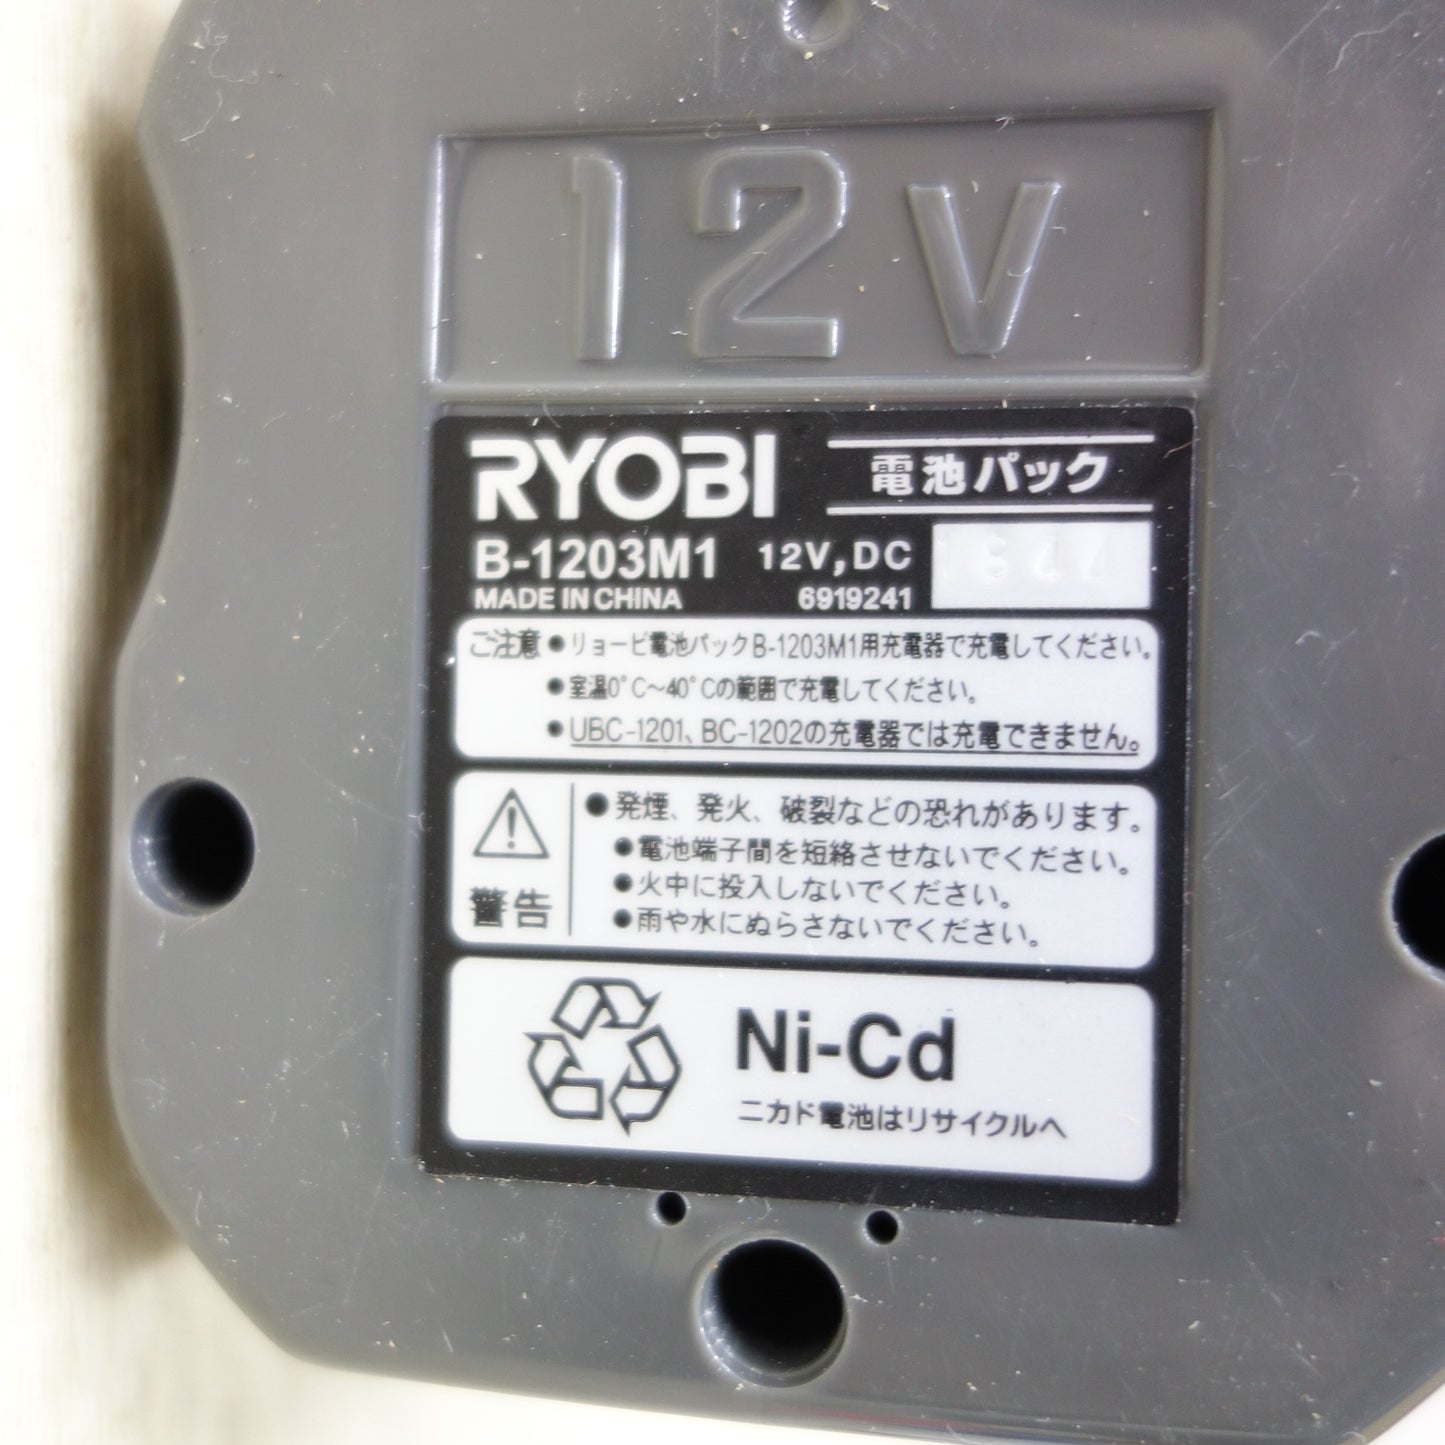 12V
RYOBI
電池パック
B-1203M1 12V,DC
MADE IN CHINA 6919241
ご注意 ●リョービ電池パックB-1203M1用充電器で充電してください。
●室温0°C～40°Cの範囲で充電してください。
●UBC-1201、BC-1202の充電器では充電できません。
警告
●発煙、発火、破裂などの恐れがあります。
●電池端子間を短絡させないでください。
●火中に投入しないでください。
●雨や水にぬらさないでください。
Ni-Cd
ニカド電池はリサイクルへ